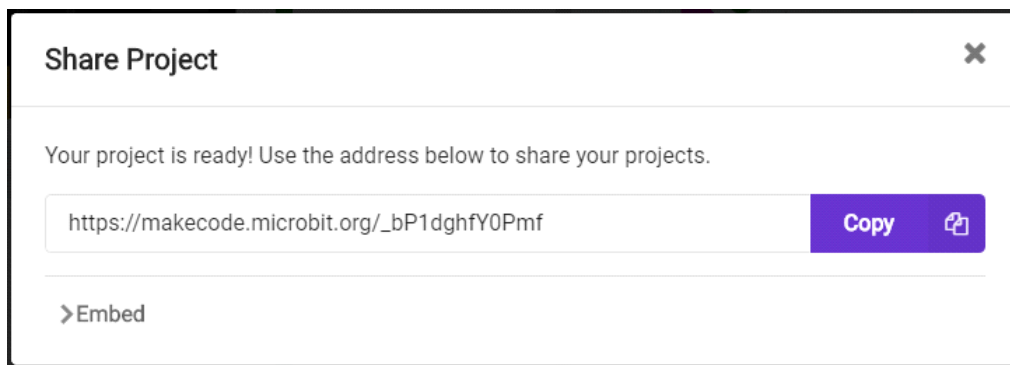 Share Project
Your project is ready! Use the address below to share your projects.
https://makecode.microbit.org/_bP1dghfY0Pmf
Copy
Embed